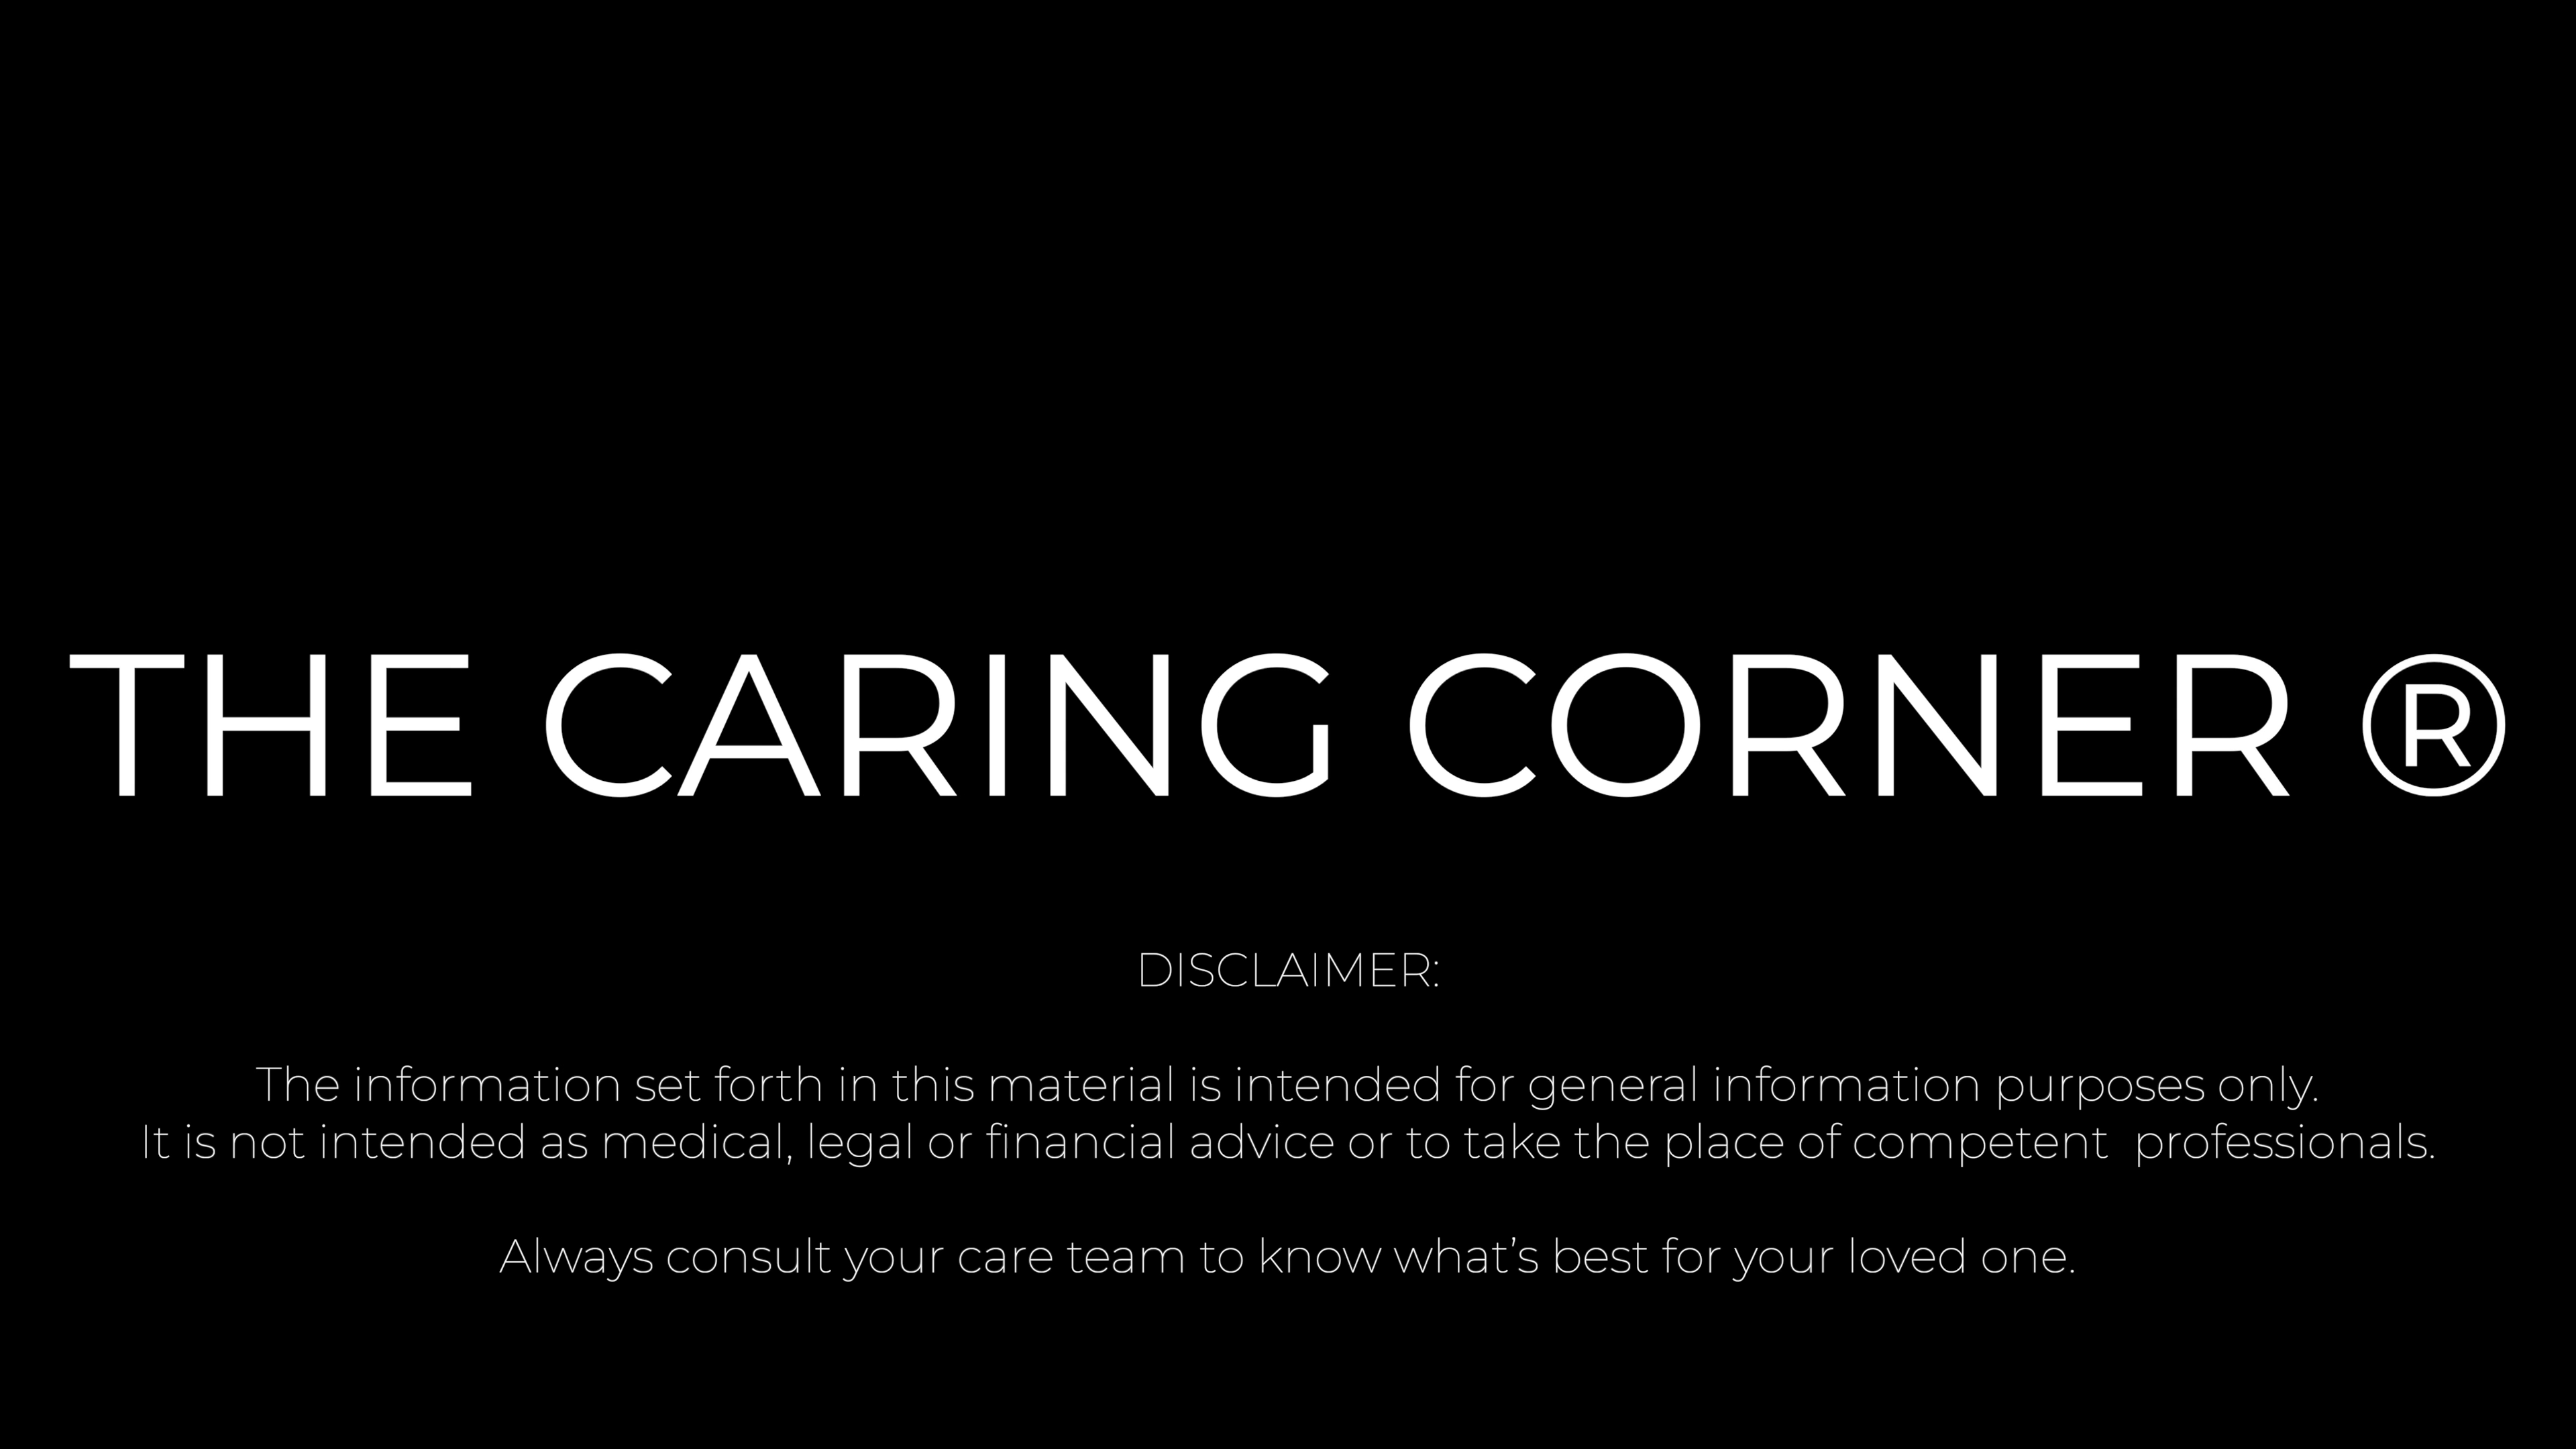 THE CARING CORNER ®
DISCLAIMER:
The information set forth in this material is intended for general information purposes only.
It is not intended as medical, legal or financial advice or to take the place of competent  professionals.
Always consult your care team to know what’s best for your loved one.